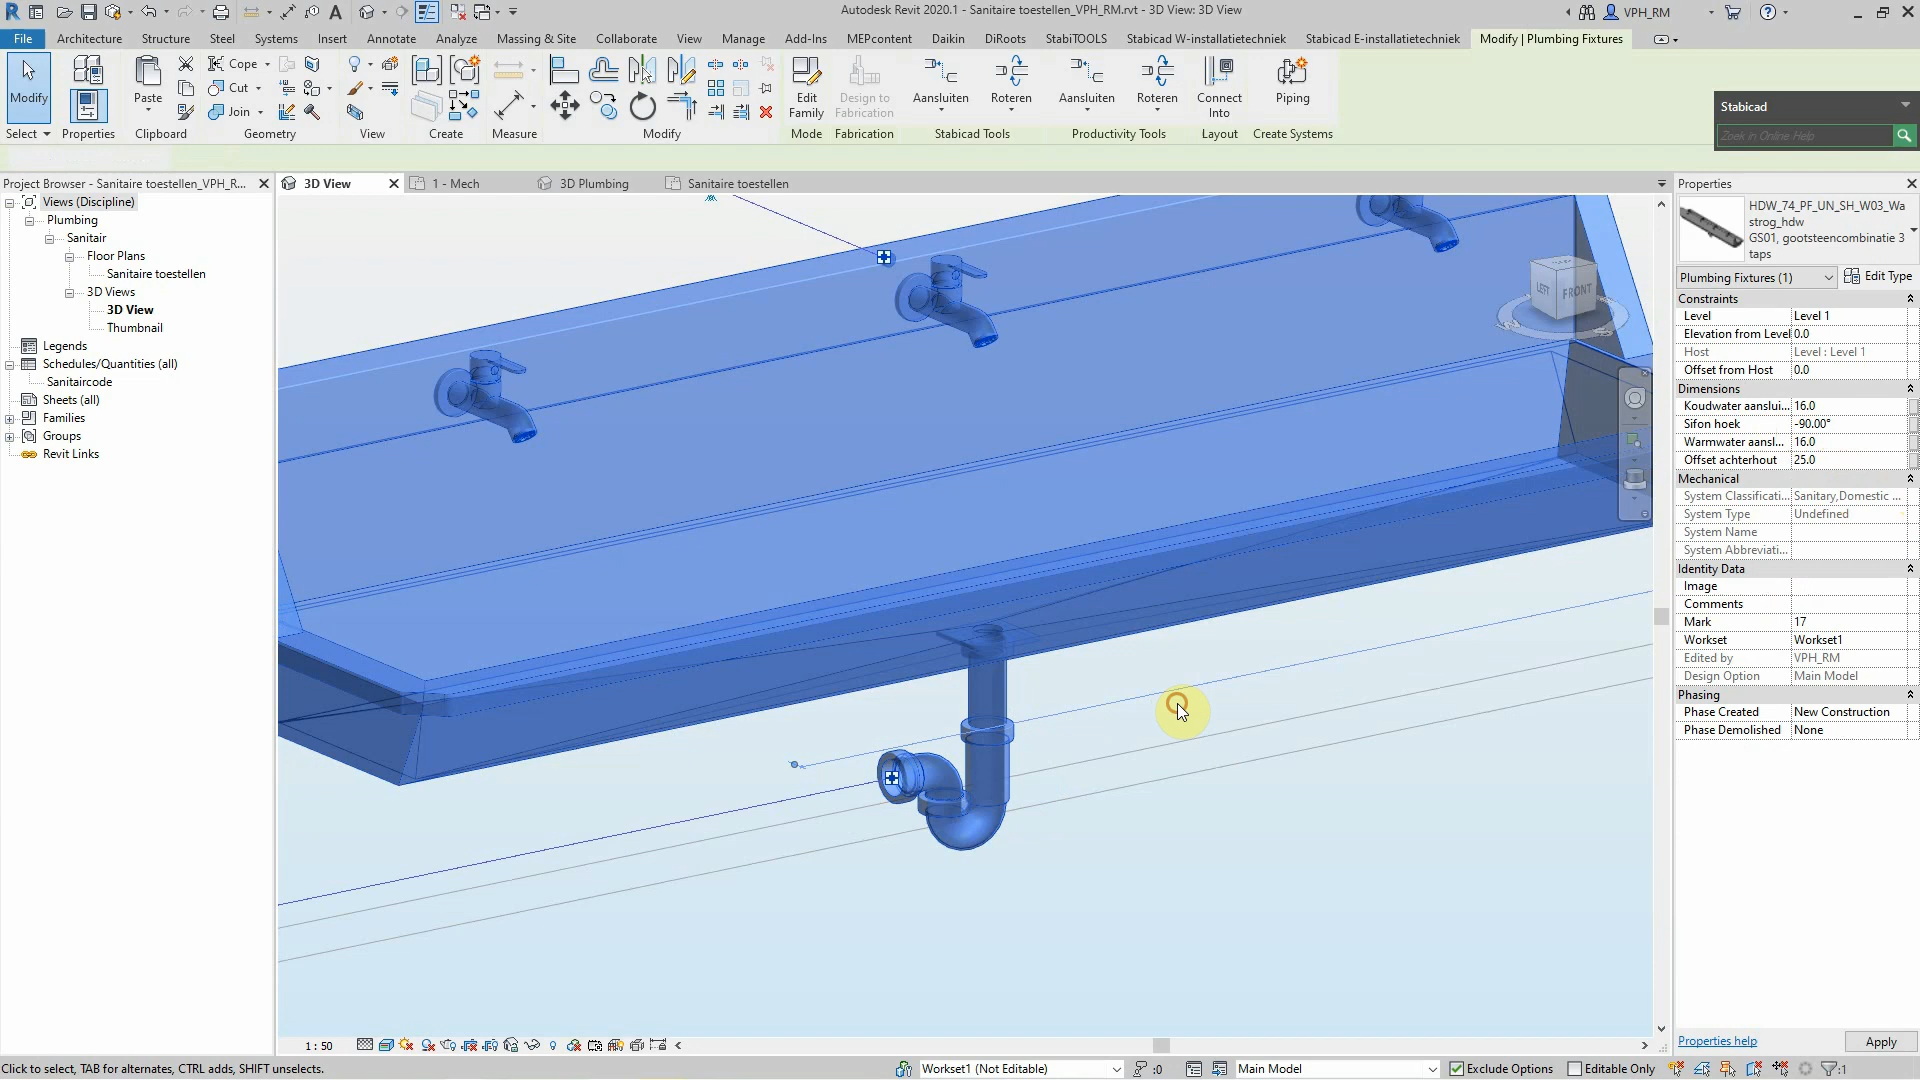 Autodesk Revit 2020.1 - Sanitaire toestellen_VPH_RM.rvt - 3D View: 3D View
VPH_RM
File Architecture Structure Steel Systems Insert Annotate Analyze Massing & Site Collaborate View Manage Add-Ins MEPcontent Daikin DiRoots StabiTOOLS Stabicad W-installatietechniek Stabicad E-installatietechniek Modify | Plumbing Fixtures
Cope
Cut
Join
Modify Paste Edit Family Design to Fabrication Aansluiten Roteren Aansluiten Roteren Connect Into Piping
Select Properties Clipboard Geometry View Create Measure Modify Mode Fabrication Stabicad Tools Productivity Tools Layout Create Systems
Stabicad
Zoek in Online Help
Project Browser - Sanitaire toestellen_VPH_R...
3D View 1 - Mech 3D Plumbing Sanitaire toestellen
Views (Discipline)
Plumbing
Sanitair
Floor Plans
Sanitaire toestellen
3D Views
3D View
Thumbnail
Legends
Schedules/Quantities (all)
Sanitaircode
Sheets (all)
Families
Groups
Revit Links
LEFT FRONT
Properties
HDW_74_PF_UN_SH_W03_Wa
strog_hdw
GS01, gootsteencombinatie 3
taps
Plumbing Fixtures (1) Edit Type
Constraints
Level Level 1
Elevation from Level 0.0
Host Level : Level 1
Offset from Host 0.0
Dimensions
Koudwater aanslui... 16.0
Sifon hoek -90.00°
Warmwater aansl... 16.0
Offset achterhout 25.0
Mechanical
System Classificati... Sanitary,Domestic ...
System Type Undefined
System Name
System Abbreviati...
Identity Data
Image
Comments
Mark 17
Workset Workset1
Edited by VPH_RM
Design Option Main Model
Phasing
Phase Created New Construction
Phase Demolished None
Properties help Apply
1 : 50
Click to select, TAB for alternates, CTRL adds, SHIFT unselects.
Workset1 (Not Editable) :0 Main Model Exclude Options Editable Only :1